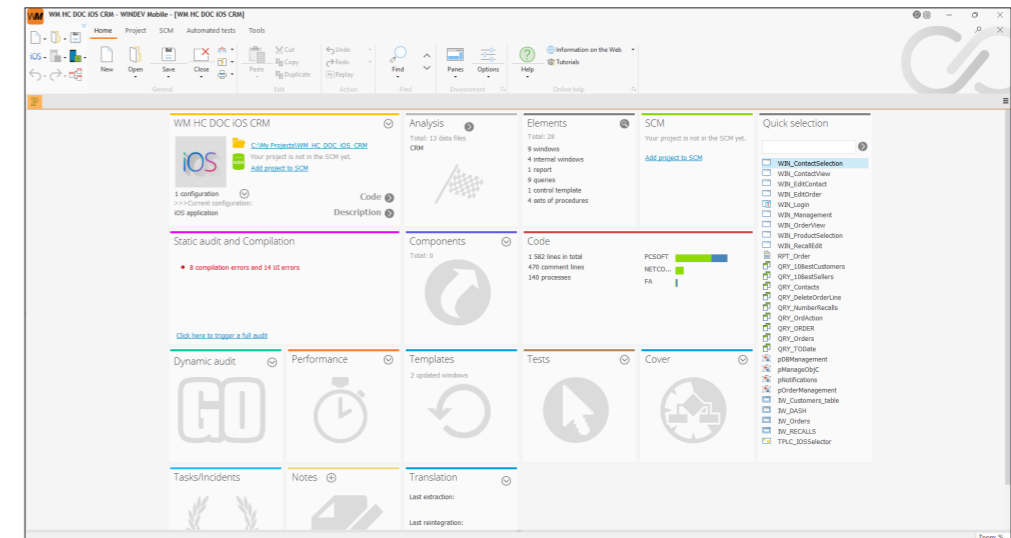 WM WM HC DOC iOS CRM - WINDEV Mobile - [WM HC DOC iOS CRM]
Home Project SCM Automated tests Tools
iOS
New Open Save Close Paste Cut Copy Duplicate Undo Redo Replay Find Panes Options Help Information on the Web Tutorials
General Edit Action Find Environment Online help
WM HC DOC iOS CRM
iOS
C:\My Projects\WM_HC_DOC_iOS_CRM
Your project is not in the SCM yet.
Add project to SCM
1 configuration
>>>Current configuration:
iOS application
Code
Description
Analysis
Total: 13 data files
CRM
Elements
Total: 28
9 windows
4 internal windows
1 report
9 queries
1 control template
4 sets of procedures
SCM
Your project is not in the SCM yet.
Add project to SCM
Quick selection
WIN_ContactSelection
WIN_ContactView
WIN_EditContact
WIN_EditOrder
WIN_Login
WIN_Management
WIN_OrderView
WIN_ProductSelection
WIN_RecallEdit
RPT_Order
QRY_10BestCustomers
QRY_10BestSellers
QRY_Contacts
QRY_DeleteOrderLine
QRY_NumberRecalls
QRY_OrdAction
QRY_ORDER
QRY_Orders
QRY_TODate
pDBManagement
pManageObjC
pNotifications
pOrderManagement
IW_Customers_table
IW_DASH
IW_Orders
IW_RECALLS
TPLC_IOSSelector
Static audit and Compilation
8 compilation errors and 14 UI errors
Click here to trigger a full audit
Components
Total: 0
Code
1 582 lines in total
470 comment lines
140 processes
PCSOFT
NETCO...
FA
Dynamic audit
GO
Performance
Templates
2 updated windows
Tests
Cover
Tasks/Incidents
Notes
Translation
Last extraction:
Last reintegration:
Zoom: %